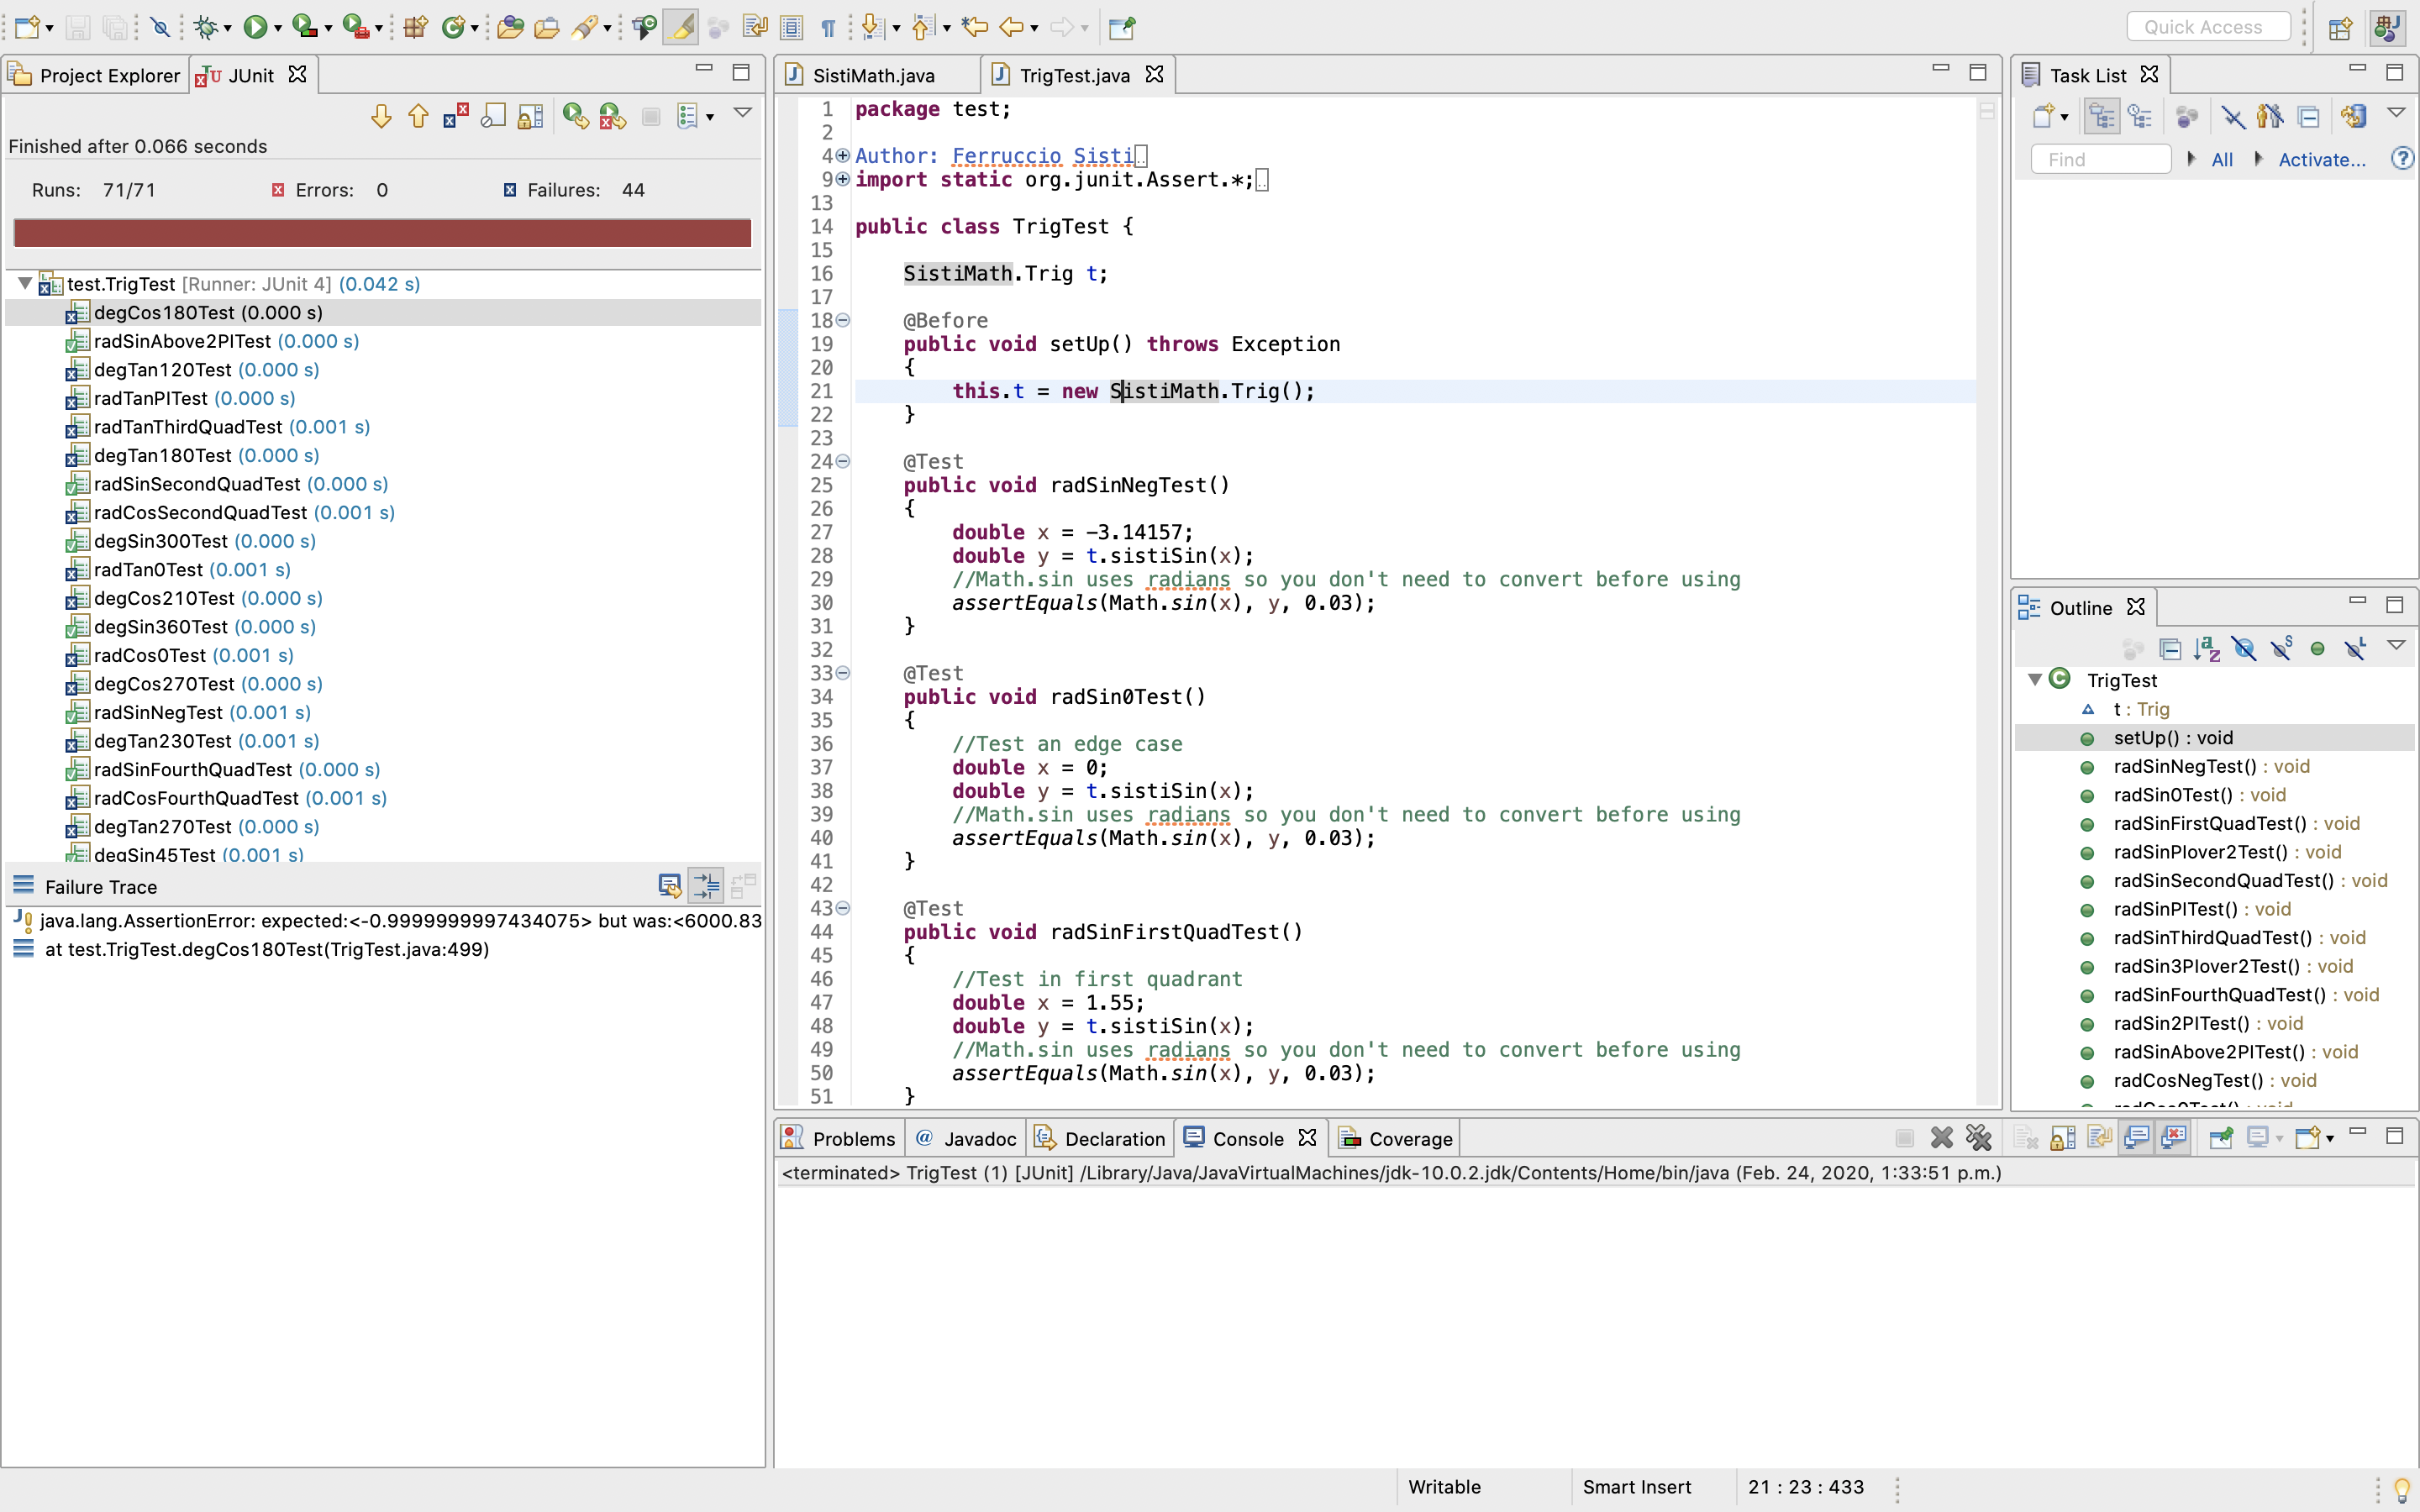 Quick Access
Project Explorer
JUnit
Finished after 0.066 seconds
Runs: 71/71 Errors: 0 Failures: 44
test.TrigTest [Runner: JUnit 4] (0.042 s)
degCos180Test (0.000 s)
radSinAbove2PITest (0.000 s)
degTan120Test (0.000 s)
radTanPITest (0.000 s)
radTanThirdQuadTest (0.001 s)
degTan180Test (0.000 s)
radSinSecondQuadTest (0.000 s)
radCosSecondQuadTest (0.001 s)
degSin300Test (0.000 s)
radTan0Test (0.001 s)
degCos210Test (0.000 s)
degSin360Test (0.000 s)
radCos0Test (0.001 s)
degCos270Test (0.000 s)
radSinNegTest (0.001 s)
degTan230Test (0.001 s)
radSinFourthQuadTest (0.000 s)
radCosFourthQuadTest (0.001 s)
degTan270Test (0.000 s)
degSin45Test (0.001 s)
Failure Trace
java.lang.AssertionError: expected:<-0.9999999997434075> but was:<6000.83
at test.TrigTest.degCos180Test(TrigTest.java:499)
SistiMath.java
TrigTest.java
1 package test;
2
4 Author: Ferruccio Sisti
9 import static org.junit.Assert.*;
13
14 public class TrigTest {
15
16 SistiMath.Trig t;
17
18 @Before
19 public void setUp() throws Exception
20 {
21 this.t = new SistiMath.Trig();
22 }
23
24 @Test
25 public void radSinNegTest()
26 {
27 double x = -3.14157;
28 double y = t.sistiSin(x);
29 //Math.sin uses radians so you don't need to convert before using
30 assertEquals(Math.sin(x), y, 0.03);
31 }
32
33 @Test
34 public void radSin0Test()
35 {
36 //Test an edge case
37 double x = 0;
38 double y = t.sistiSin(x);
39 //Math.sin uses radians so you don't need to convert before using
40 assertEquals(Math.sin(x), y, 0.03);
41 }
42
43 @Test
44 public void radSinFirstQuadTest()
45 {
46 //Test in first quadrant
47 double x = 1.55;
48 double y = t.sistiSin(x);
49 //Math.sin uses radians so you don't need to convert before using
50 assertEquals(Math.sin(x), y, 0.03);
51 }
Task List
Find
All
Activate...
Outline
TrigTest
t : Trig
setUp() : void
radSinNegTest() : void
radSin0Test() : void
radSinFirstQuadTest() : void
radSinPIover2Test() : void
radSinSecondQuadTest() : void
radSinPITest() : void
radSinThirdQuadTest() : void
radSin3PIover2Test() : void
radSinFourthQuadTest() : void
radSin2PITest() : void
radSinAbove2PITest() : void
radCosNegTest() : void
Problems
@ Javadoc
Declaration
Console
Coverage
<terminated> TrigTest (1) [JUnit] /Library/Java/JavaVirtualMachines/jdk-10.0.2.jdk/Contents/Home/bin/java (Feb. 24, 2020, 1:33:51 p.m.)
Writable
Smart Insert
21 : 23 : 433